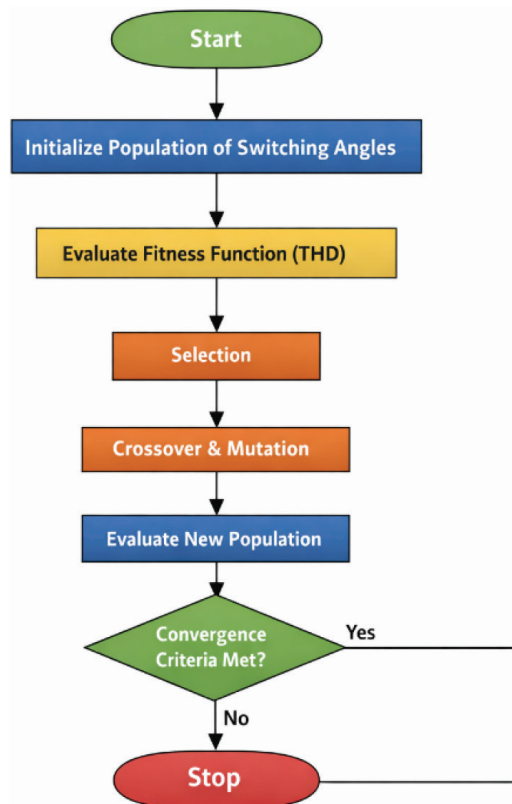 Start
Initialize Population of Switching Angles
Evaluate Fitness Function (THD)
Selection
Crossover & Mutation
Evaluate New Population
Convergence
Criteria Met?
Yes
No
Stop